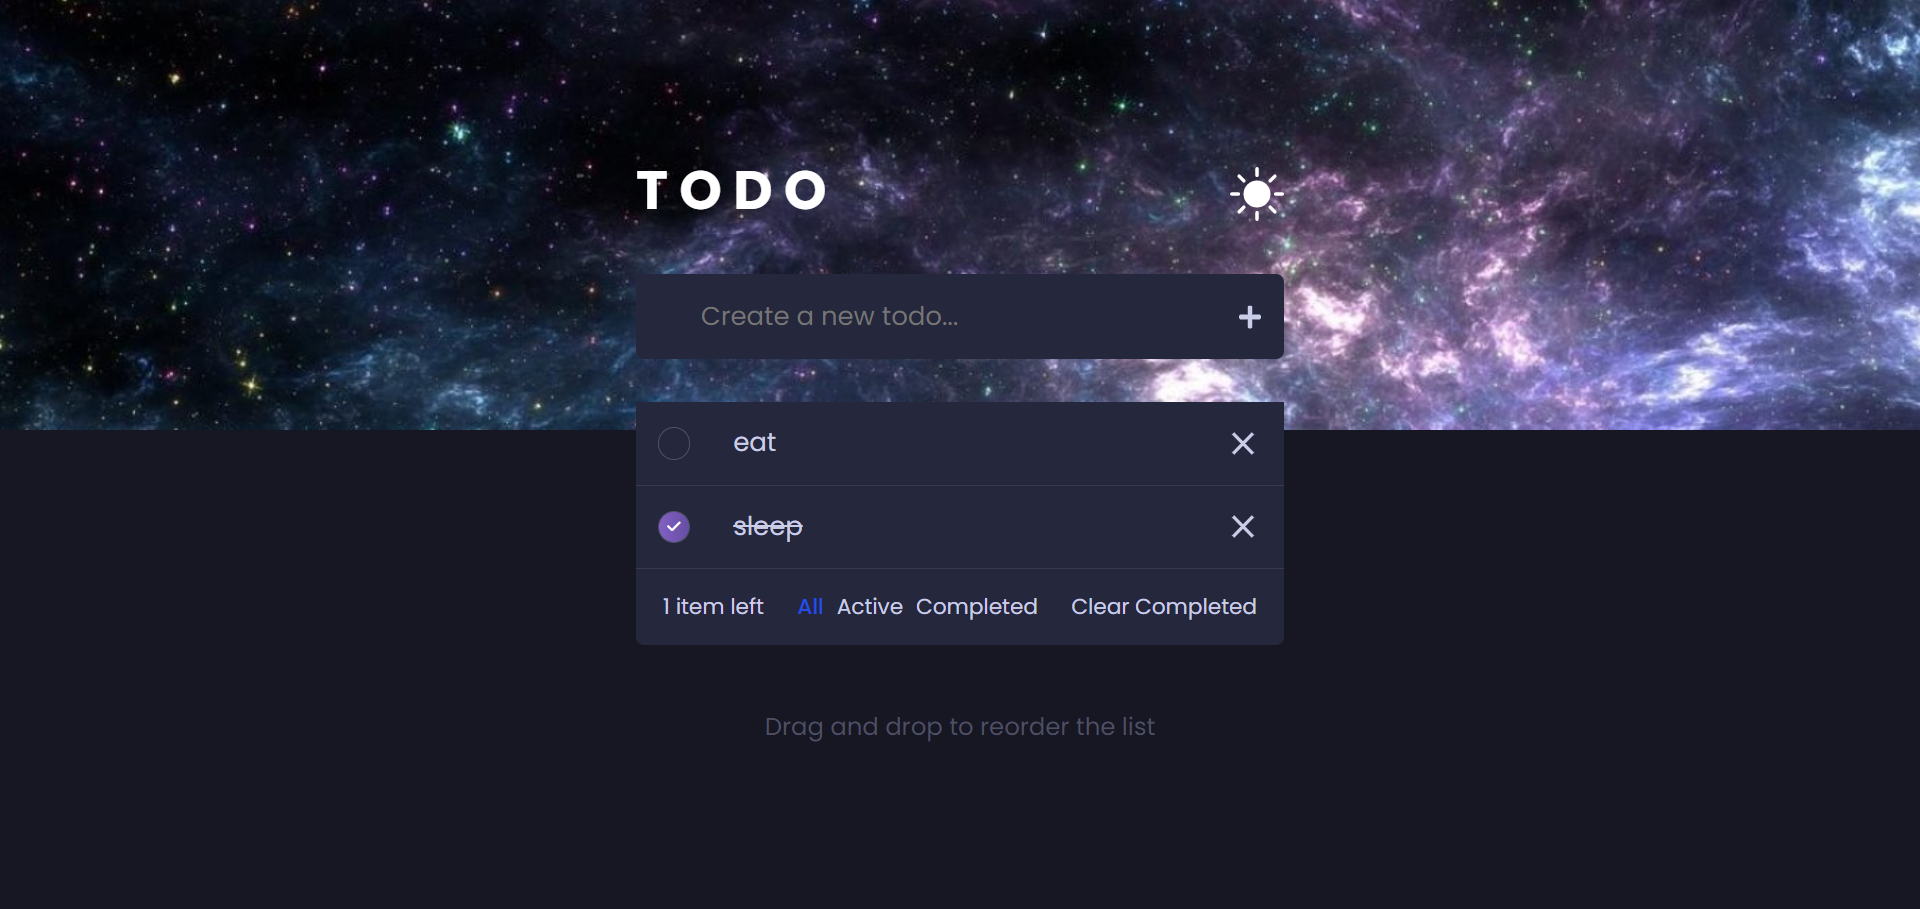 TODO
Create a new todo...
eat
sleep
1 item left All Active Completed Clear Completed
Drag and drop to reorder the list